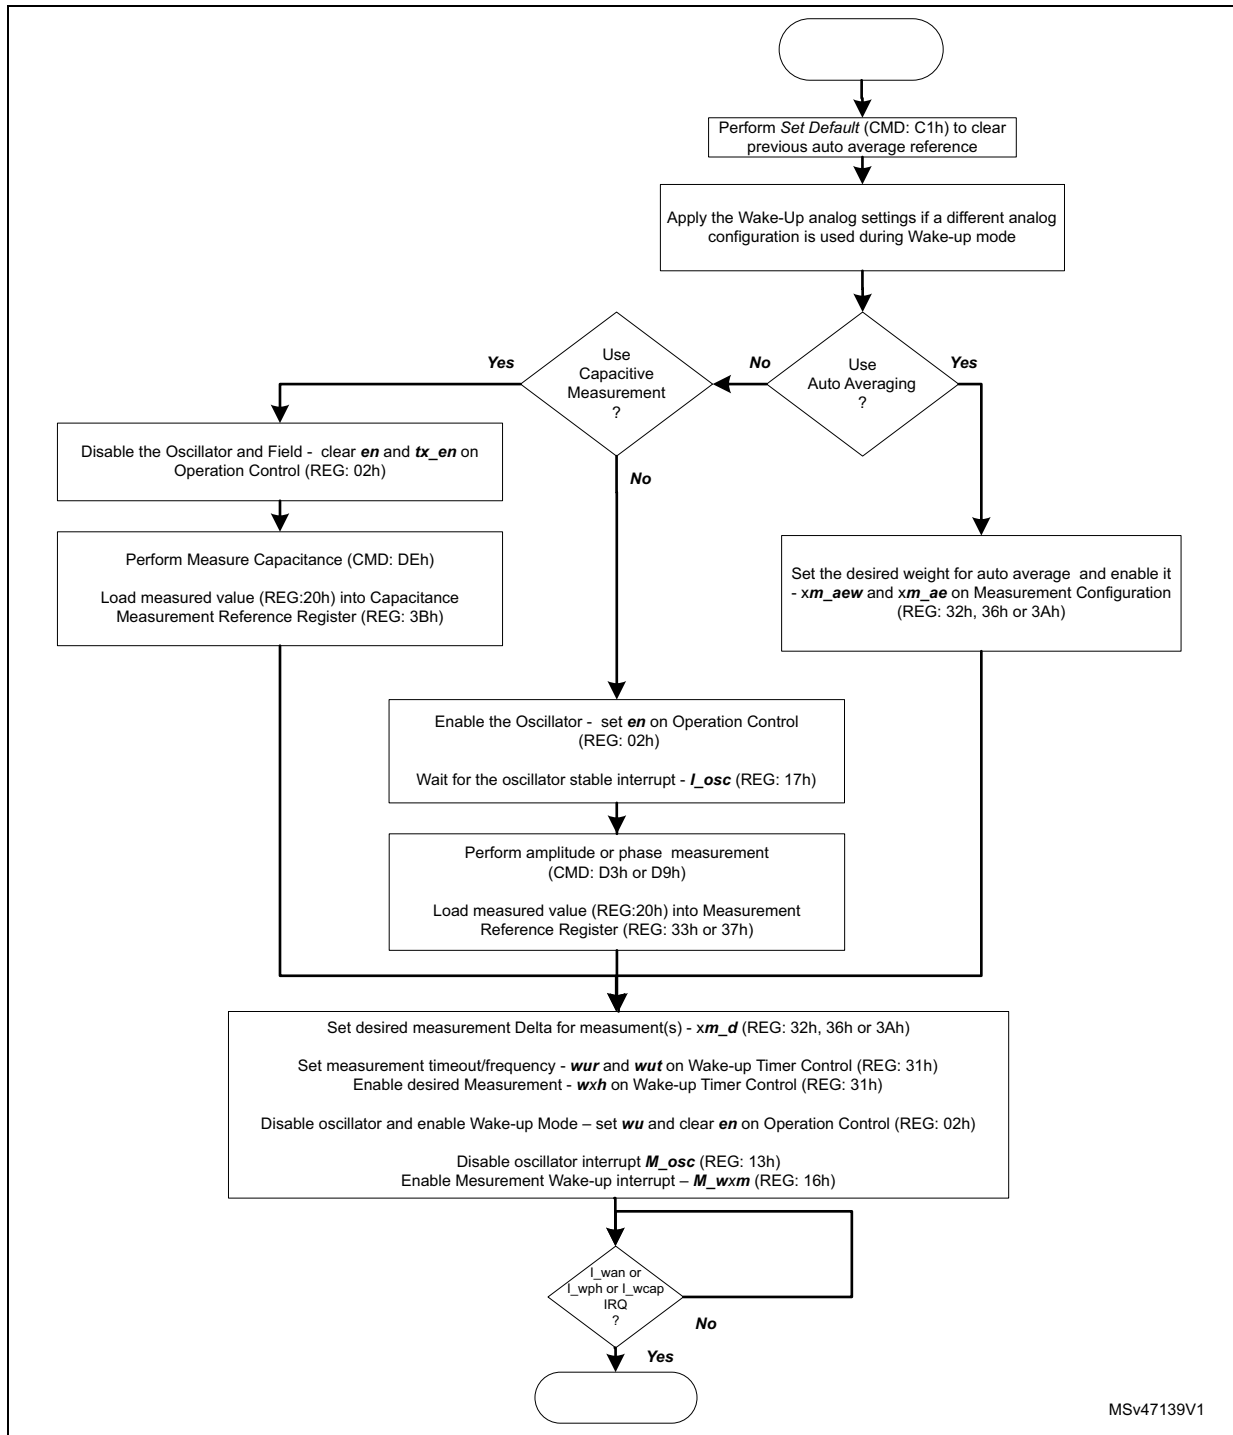 Perform Set Default (CMD: C1h) to clear
previous auto average reference
Apply the Wake-Up analog settings if a different analog
configuration is used during Wake-up mode
Yes
Use
Capacitive
Measurement
?
No
Use
Auto Averaging
?
Yes
Disable the Oscillator and Field - clear en and tx_en on
Operation Control (REG: 02h)
No
Perform Measure Capacitance (CMD: DEh)
Load measured value (REG:20h) into Capacitance
Measurement Reference Register (REG: 3Bh)
Set the desired weight for auto average and enable it
- xm_aew and xm_ae on Measurement Configuration
(REG: 32h, 36h or 3Ah)
Enable the Oscillator - set en on Operation Control
(REG: 02h)
Wait for the oscillator stable interrupt - I_osc (REG: 17h)
Perform amplitude or phase measurement
(CMD: D3h or D9h)
Load measured value (REG:20h) into Measurement
Reference Register (REG: 33h or 37h)
Set desired measurement Delta for measument(s) - xm_d (REG: 32h, 36h or 3Ah)
Set measurement timeout/frequency - wur and wut on Wake-up Timer Control (REG: 31h)
Enable desired Measurement - wxh on Wake-up Timer Control (REG: 31h)
Disable oscillator and enable Wake-up Mode – set wu and clear en on Operation Control (REG: 02h)
Disable oscillator interrupt M_osc (REG: 13h)
Enable Mesurement Wake-up interrupt – M_wxm (REG: 16h)
I_wan or
I_wph or I_wcap
IRQ
?
No
Yes
MSv47139V1